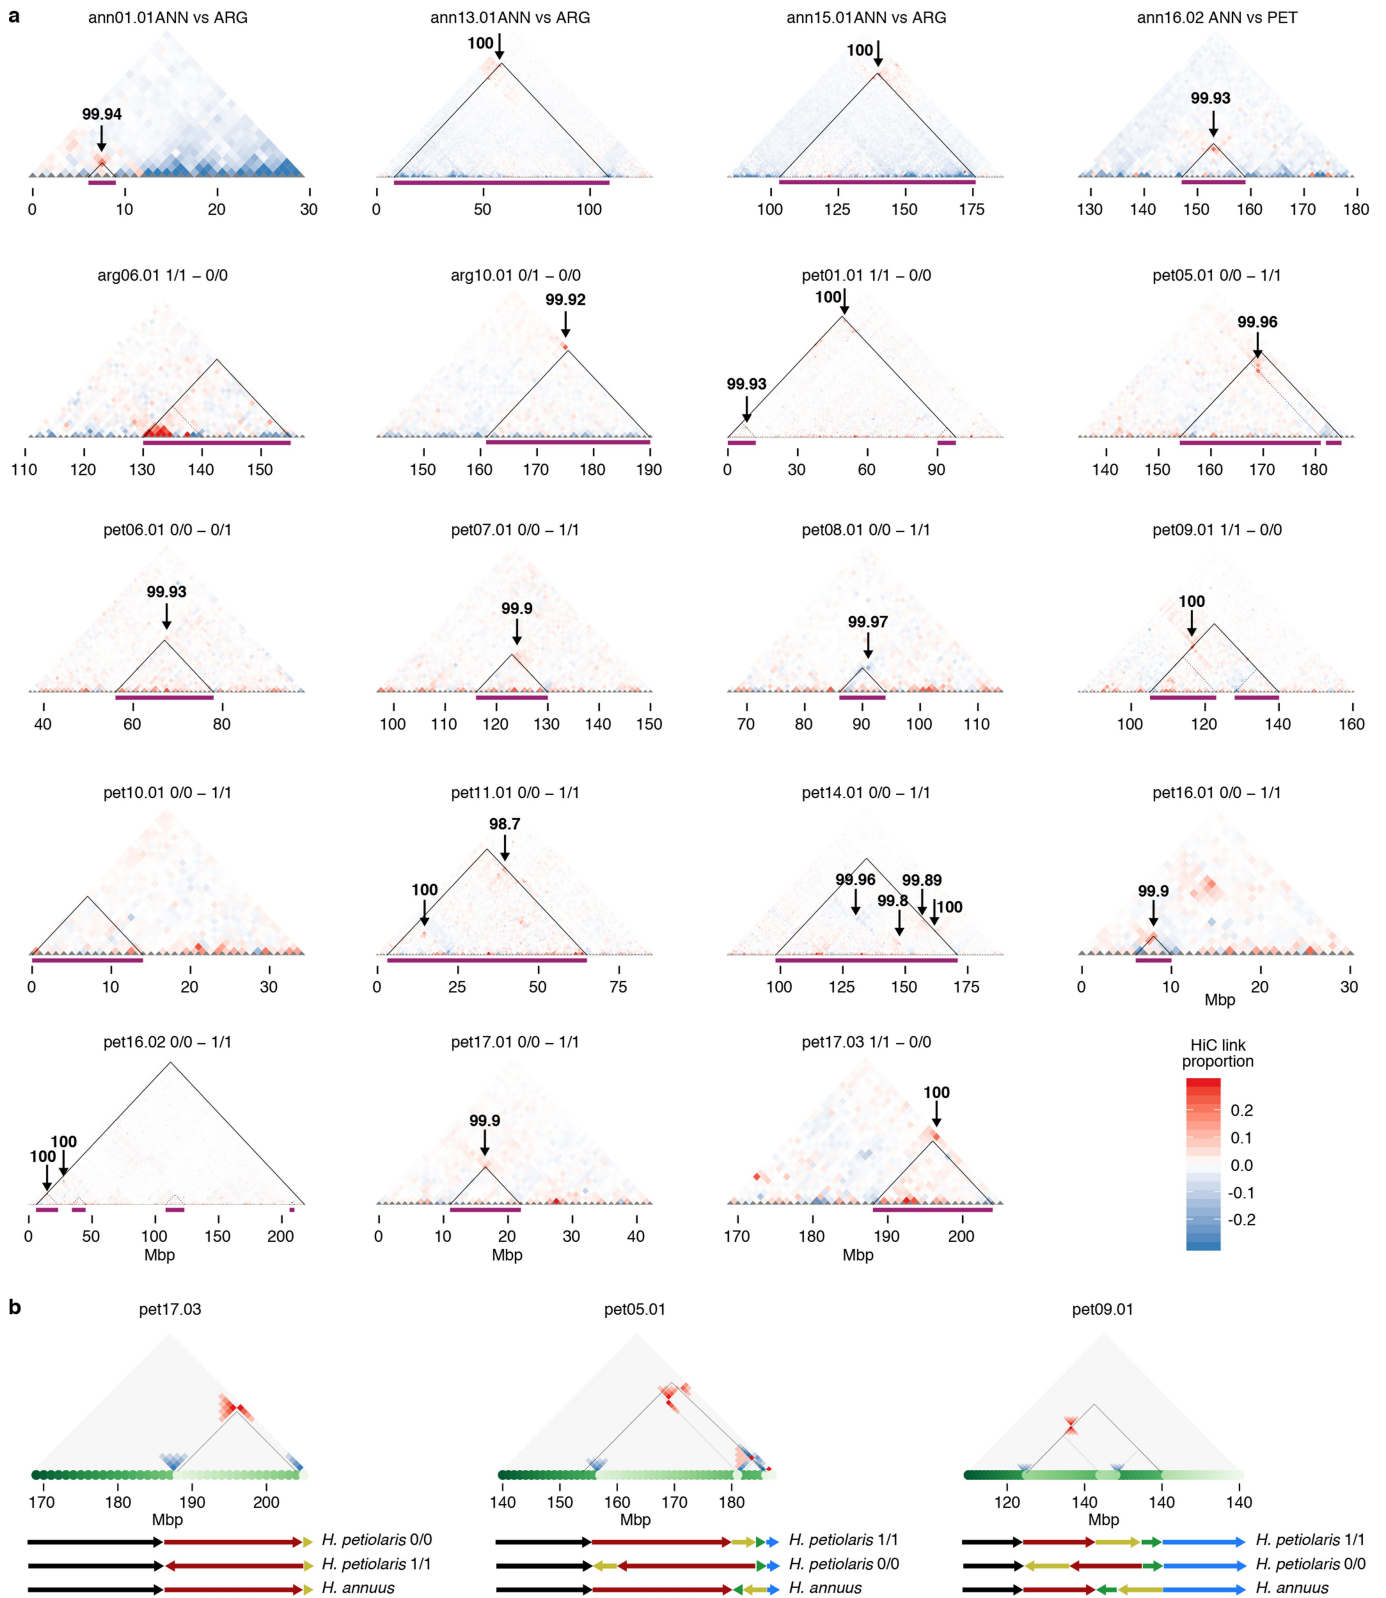 a
ann01.01ANN vs ARG
ann13.01ANN vs ARG
ann15.01ANN vs ARG
ann16.02 ANN vs PET
99.94
100
100
99.93
0 10 20 30
0 50 100
100 125 150 175
130 140 150 160 170 180
arg06.01 1/1 – 0/0
arg10.01 0/1 – 0/0
pet01.01 1/1 – 0/0
pet05.01 0/0 – 1/1
99.92
100
99.93
99.96
110 120 130 140 150
150 160 170 180 190
0 30 60 90
140 150 160 170 180
pet06.01 0/0 – 0/1
pet07.01 0/0 – 1/1
pet08.01 0/0 – 1/1
pet09.01 1/1 – 0/0
99.93
99.9
99.97
100
40 60 80
100 110 120 130 140 150
70 80 90 100 110
100 120 140 160
pet10.01 0/0 – 1/1
pet11.01 0/0 – 1/1
pet14.01 0/0 – 1/1
pet16.01 0/0 – 1/1
98.7
100
99.96
99.89
99.8
100
99.9
0 10 20 30
0 25 50 75
100 125 150 175
0 10 20 30
Mbp
pet16.02 0/0 – 1/1
pet17.01 0/0 – 1/1
pet17.03 1/1 – 0/0
HiC link
proportion
100
100
99.9
100
0.2
0.1
0.0
-0.1
-0.2
0 50 100 150 200
Mbp
0 10 20 30 40
Mbp
170 180 190 200
Mbp
b
pet17.03
pet05.01
pet09.01
170 180 190 200
Mbp
140 150 160 170 180
Mbp
120 140 140 140
Mbp
H. petiolaris 0/0
H. petiolaris 1/1
H. annuus
H. petiolaris 1/1
H. petiolaris 0/0
H. annuus
H. petiolaris 1/1
H. petiolaris 0/0
H. annuus